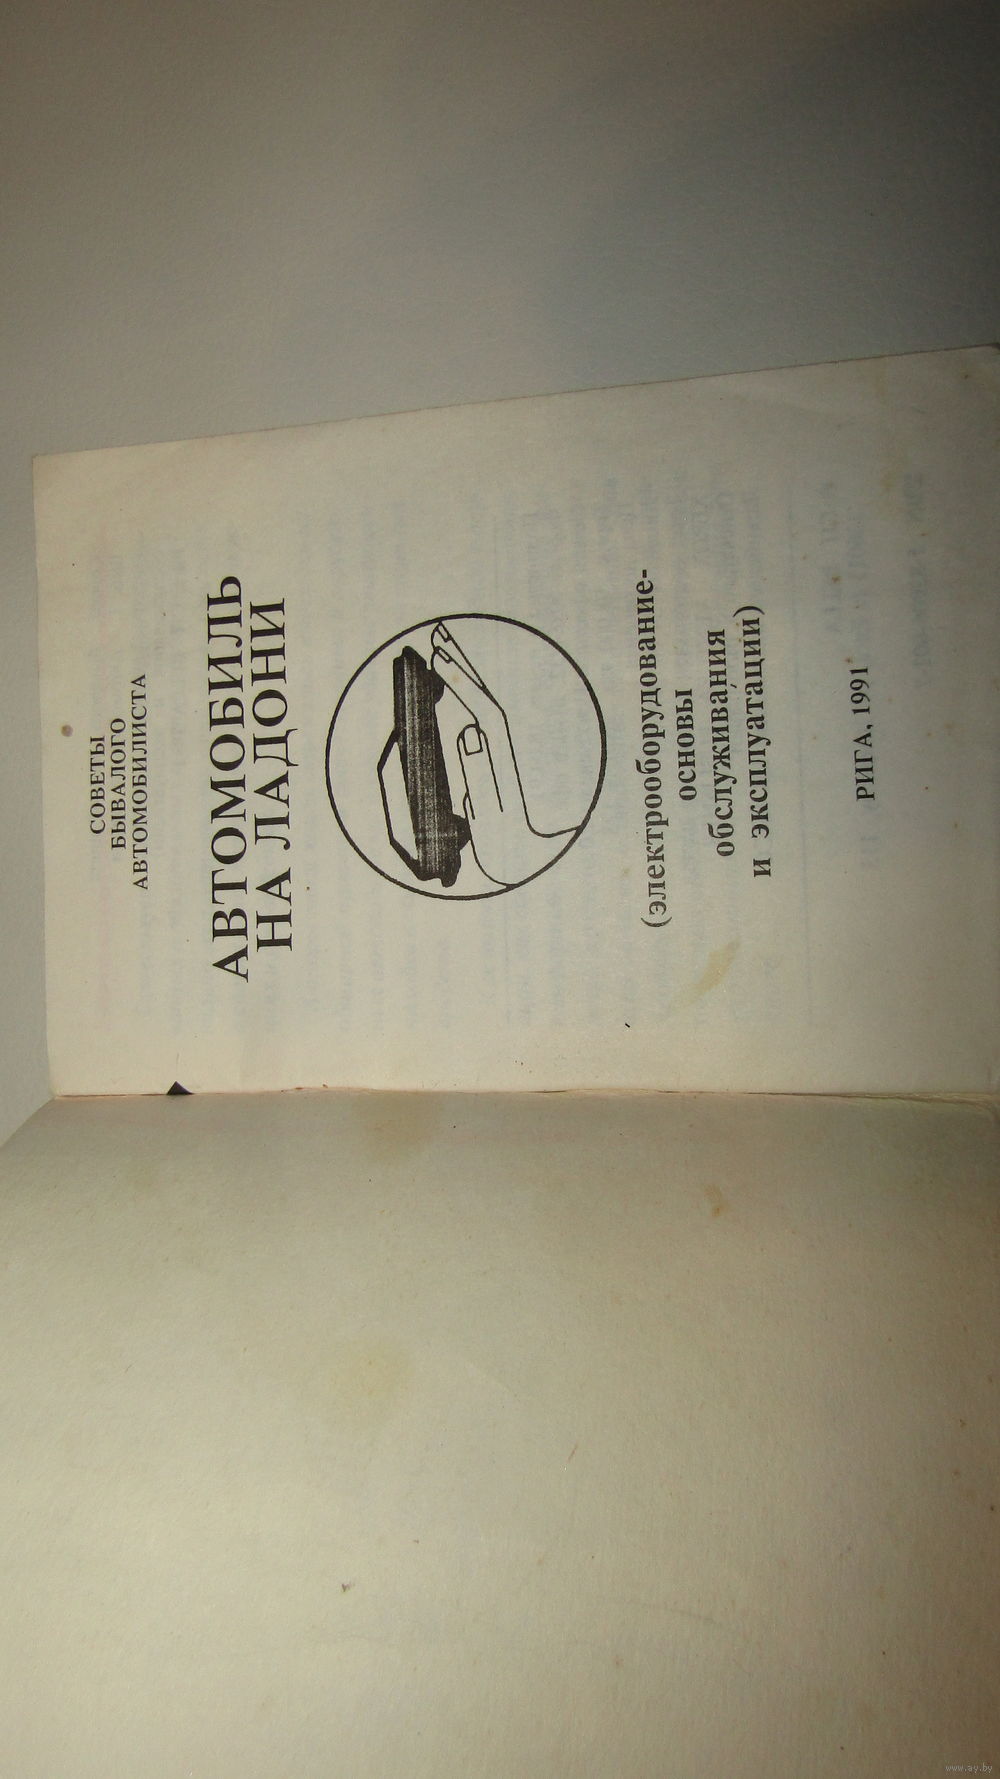 СОВЕТЫ
БЫВАЛОГО
АВТОМОБИЛИСТА
АВТОМОБИЛЬ
НА ЛАДОНИ
(электрооборудование-
основы
обслуживания
и эксплуатации)
РИГА, 1991
www.ay.by